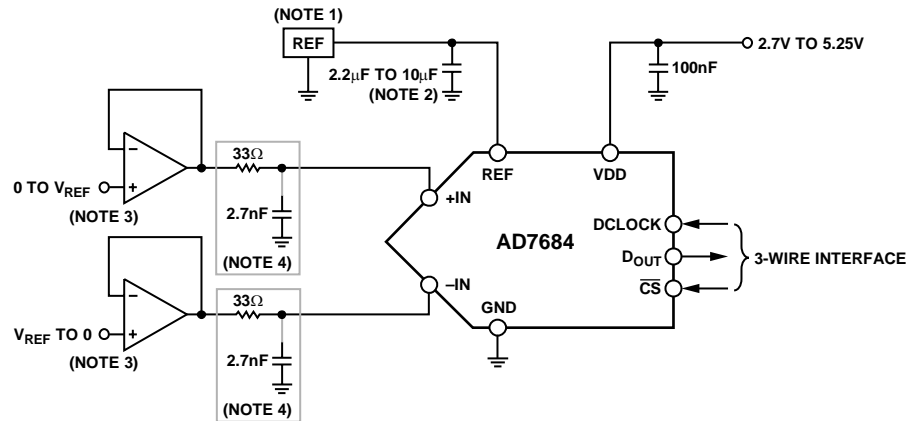 (NOTE 1)
REF
2.2μF TO 10μF
(NOTE 2)
2.7V TO 5.25V
100nF
33Ω
2.7nF
(NOTE 4)
0 TO VREF
(NOTE 3)
–
+
REF
VDD
+IN
–IN
GND
AD7684
DCLOCK
DOUT
CS
3-WIRE INTERFACE
33Ω
2.7nF
(NOTE 4)
VREF TO 0
(NOTE 3)
–
+